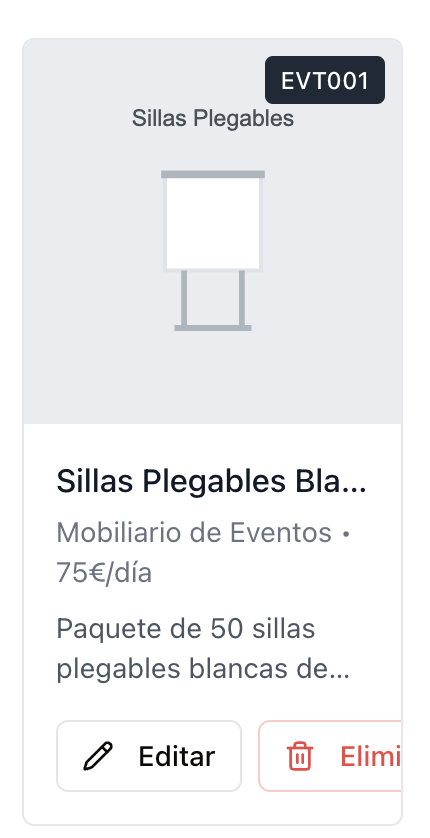 EVT001
Sillas Plegables
Sillas Plegables Bla...
Mobiliario de Eventos •
75€/día
Paquete de 50 sillas
plegables blancas de...
Editar
Elimi